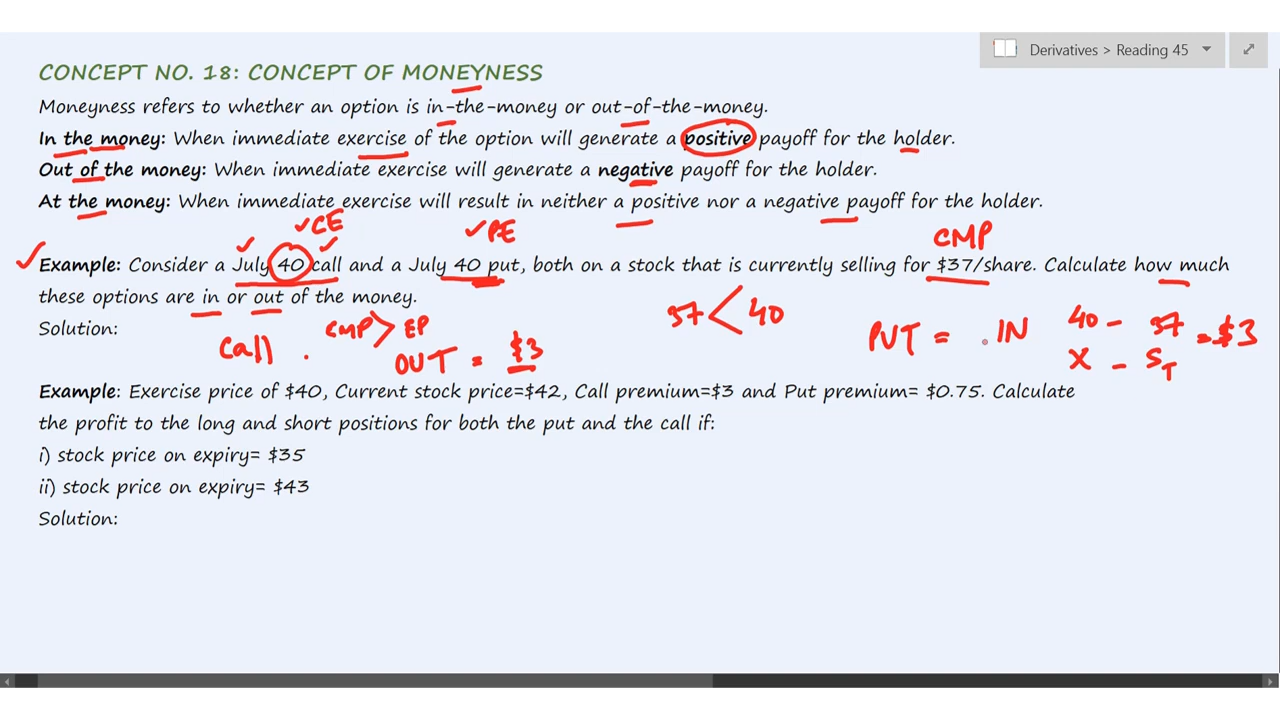 Derivatives > Reading 45
CONCEPT NO. 18: CONCEPT OF MONEYNESS
Moneyness refers to whether an option is in-the-money or out-of-the-money.
In the money: When immediate exercise of the option will generate a positive payoff for the holder.
Out of the money: When immediate exercise will generate a negative payoff for the holder.
At the money: When immediate exercise will result in neither a positive nor a negative payoff for the holder.
✓CE ✓PE CMP
Example: Consider a July 40 call and a July 40 put, both on a stock that is currently selling for $37/share. Calculate how much
these options are in or out of the money.
Solution:
Call . CMP > EP
OUT = $3
37 < 40
PUT = IN 40 - 37 = $3
X - ST
Example: Exercise price of $40, Current stock price=$42, Call premium=$3 and Put premium= $0.75. Calculate
the profit to the long and short positions for both the put and the call if:
i) stock price on expiry= $35
ii) stock price on expiry= $43
Solution: